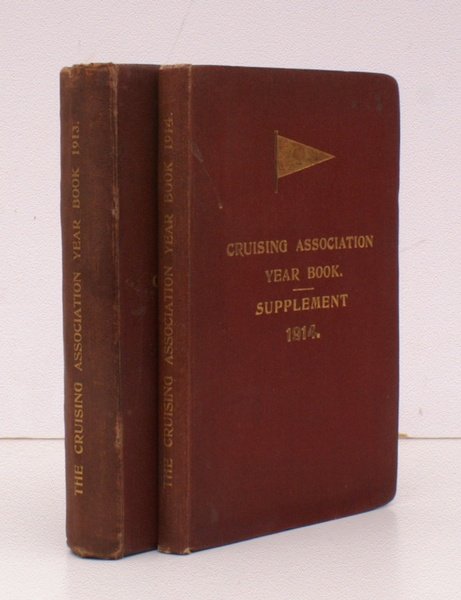 THE CRUISING ASSOCIATION YEAR BOOK 1913.
THE CRUISING ASSOCIATION YEAR BOOK 1914.
CRUISING ASSOCIATION
YEAR BOOK.
SUPPLEMENT
1914.